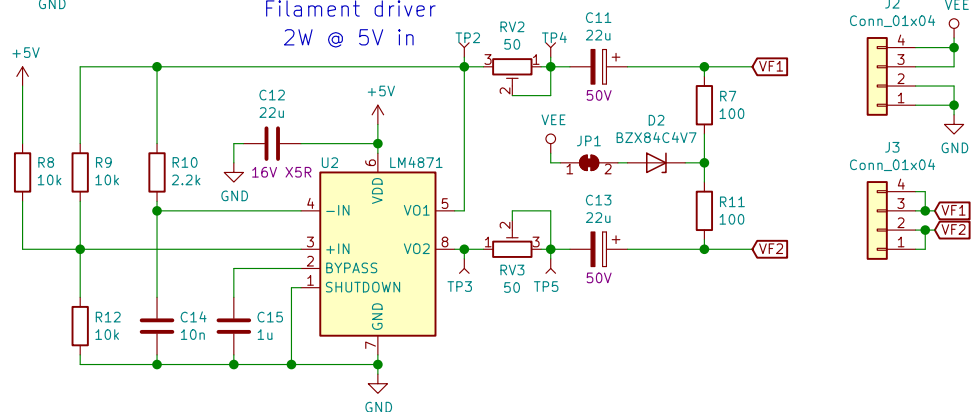 GND
Filament driver
2W @ 5V in
+5V
R8
10k
R9
10k
R10
2.2k
R12
10k
C14
10n
C15
1u
C12
22u
16V X5R
GND
+5V
U2
LM4871
6
VDD
4
-IN
3
+IN
2
BYPASS
1
SHUTDOWN
VO1
5
VO2
8
GND
7
GND
TP2
RV2
50
3
1
2
TP4
C11
22u
+
50V
VF1
R7
100
VEE
JP1
1
2
D2
BZX84C4V7
R11
100
TP3
RV3
50
1
3
2
TP5
C13
22u
+
50V
VF2
J2
Conn_01x04
4
3
2
1
VEE
GND
J3
Conn_01x04
4
3
2
1
VF1
VF2